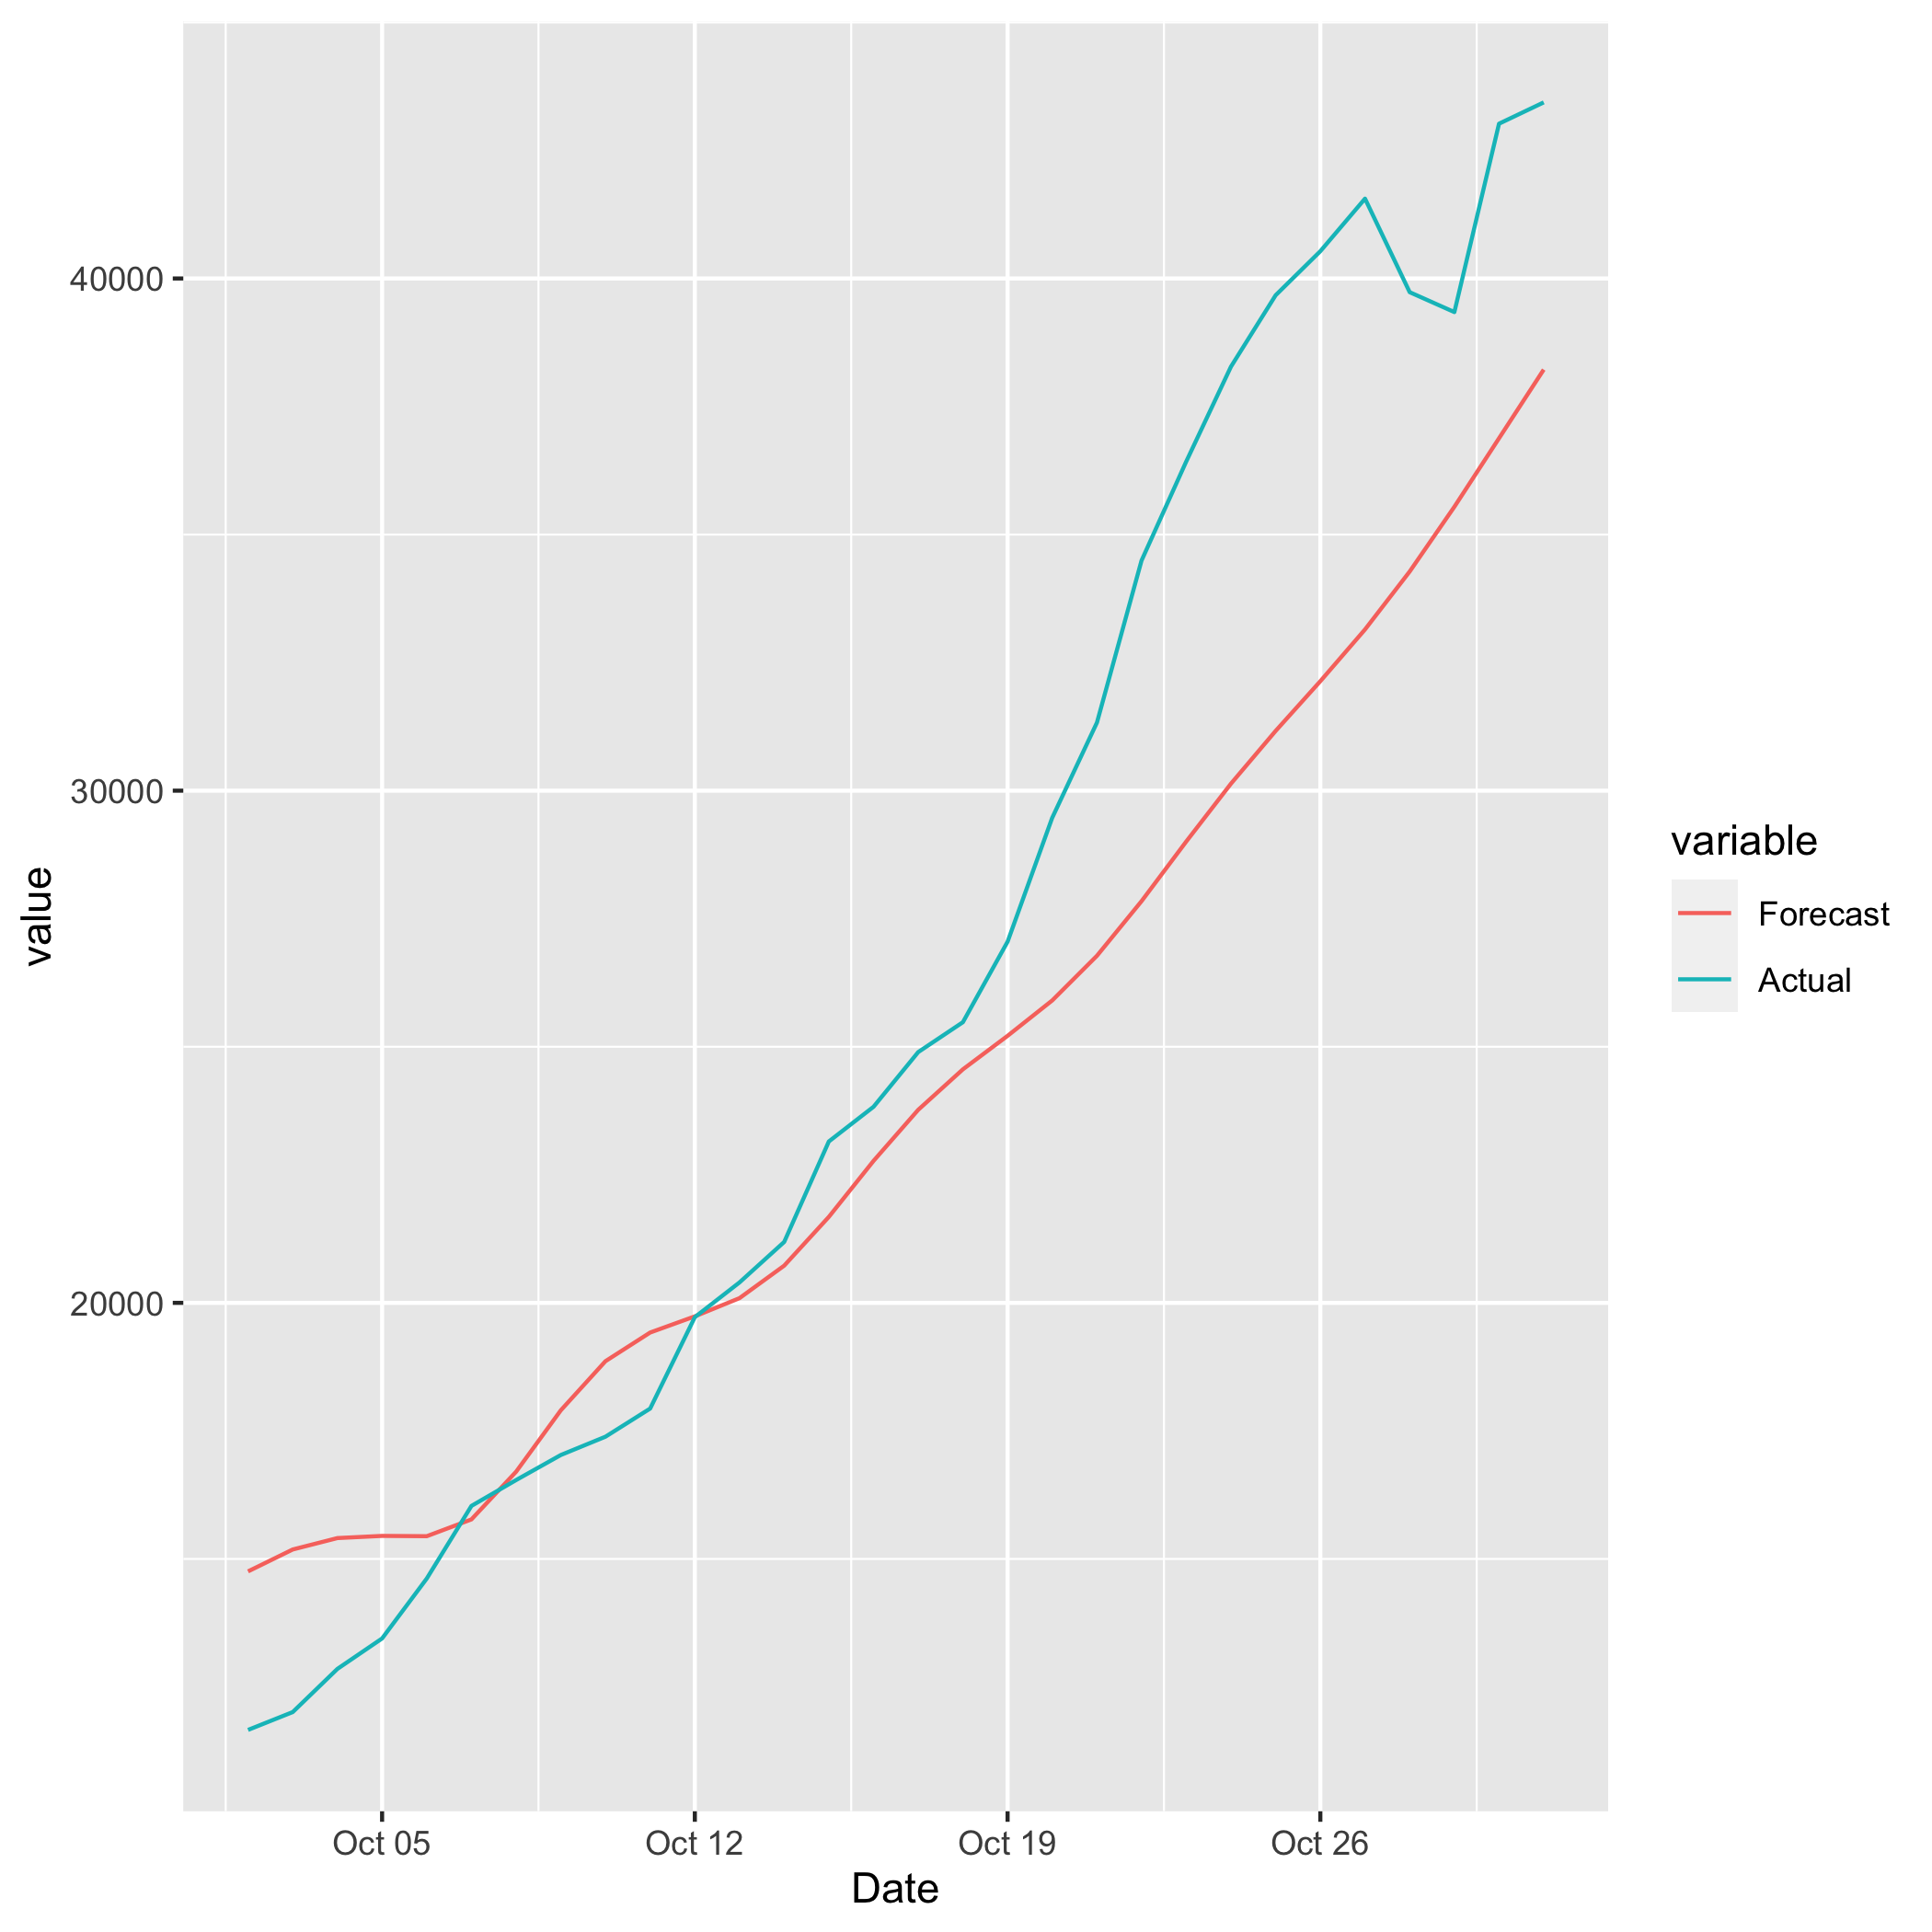 40000
30000
20000
value
Oct 05
Oct 12
Oct 19
Oct 26
Date
variable
Forecast
Actual